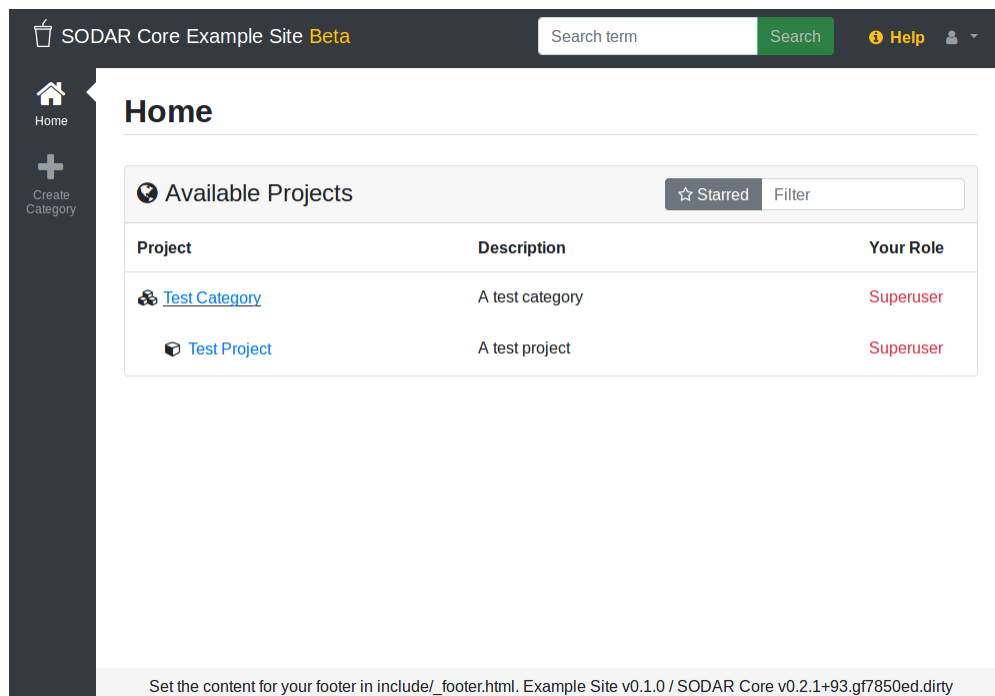 SODAR Core Example Site Beta
Search term
Search
Help
Home
Create
Category
Home
Available Projects
Starred
Filter
Project Description Your Role
Test Category A test category Superuser
Test Project A test project Superuser
Set the content for your footer in include/_footer.html. Example Site v0.1.0 / SODAR Core v0.2.1+93.gf7850ed.dirty